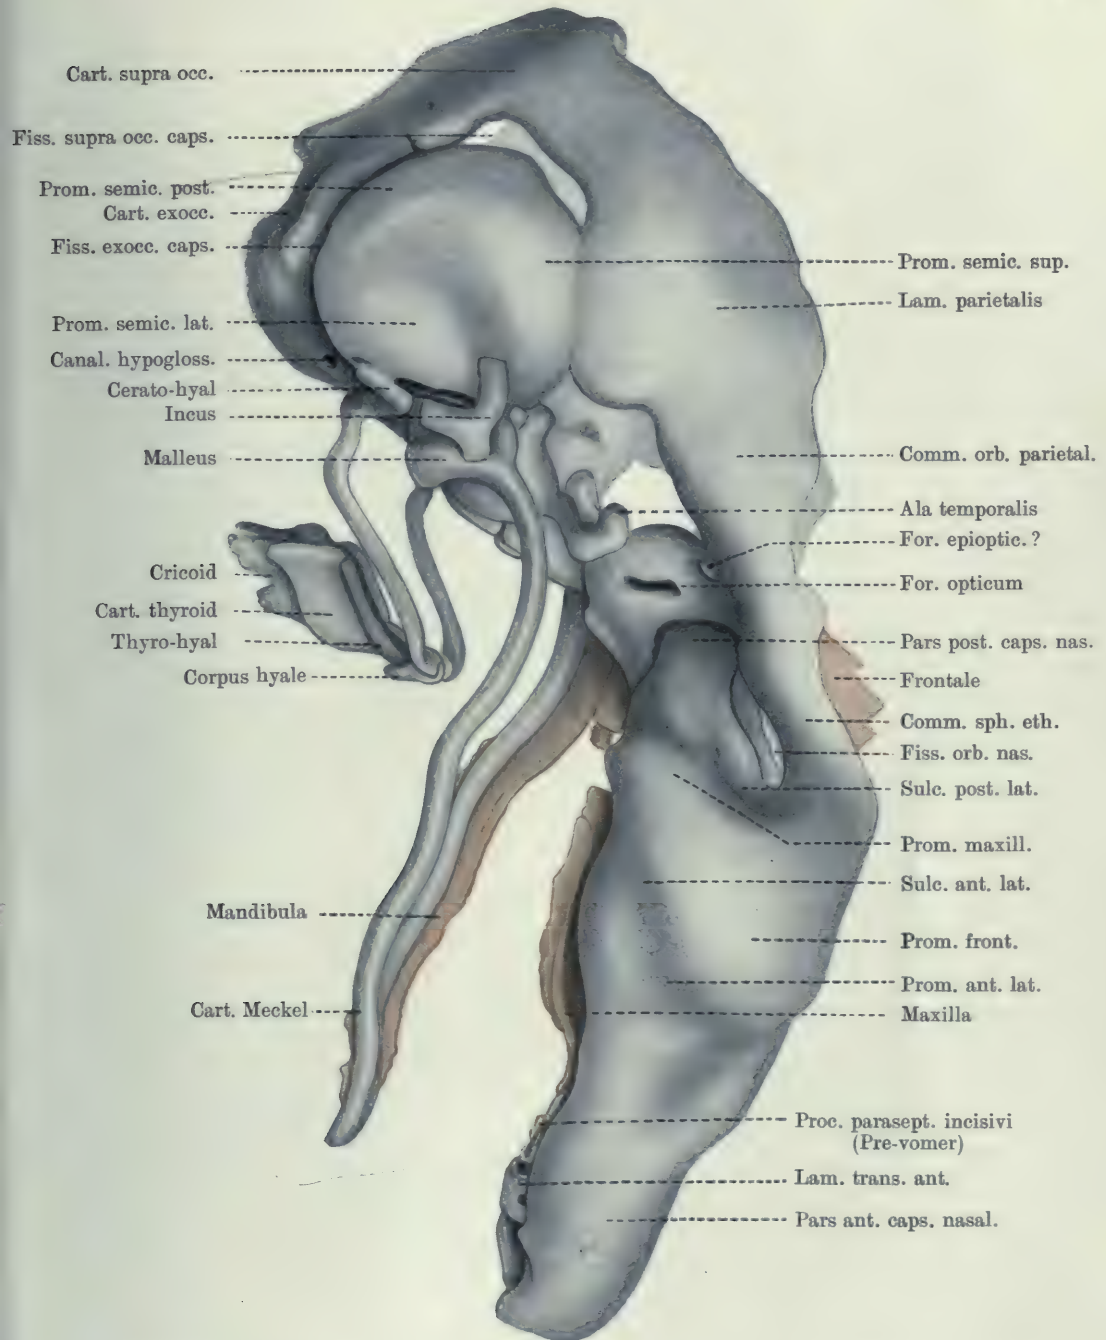 Cart. supra occ.
Fiss. supra occ. caps.
Prom. semic. post.
Cart. exocc.
Fiss. exocc. caps.
Prom. semic. lat.
Canal. hypogloss.
Cerato-hyal
Incus
Malleus
Cricoid
Cart. thyroid
Thyro-hyal
Corpus hyale
Mandibula
Cart. Meckel
Prom. semic. sup.
Lam. parietalis
Comm. orb. parietal.
Ala temporalis
For. epioptic. ?
For. opticum
Pars post. caps. nas.
Frontale
Comm. sph. eth.
Fiss. orb. nas.
Sulc. post. lat.
Prom. maxill.
Sulc. ant. lat.
Prom. front.
Prom. ant. lat.
Maxilla
Proc. parasept. incisivi
(Pre-vomer)
Lam. trans. ant.
Pars ant. caps. nasal.